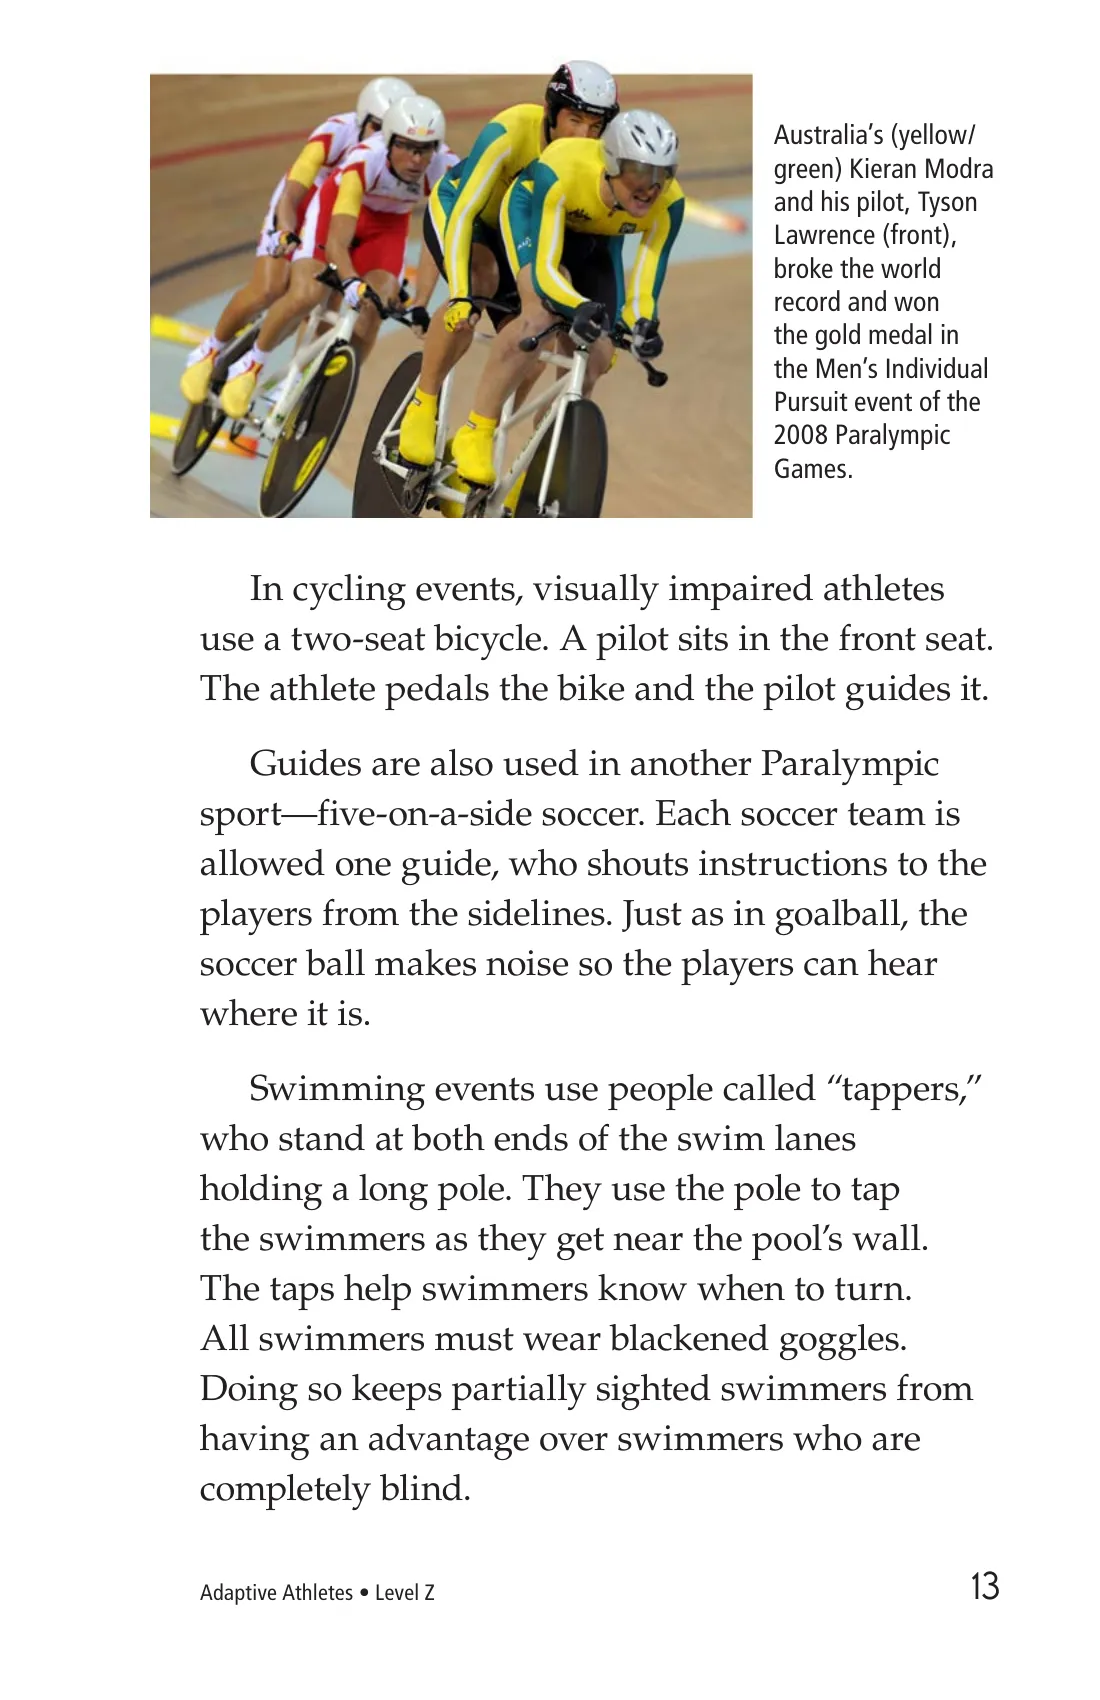 Australia's (yellow/
green) Kieran Modra
and his pilot, Tyson
Lawrence (front),
broke the world
record and won
the gold medal in
the Men's Individual
Pursuit event of the
2008 Paralympic
Games.
In cycling events, visually impaired athletes
use a two-seat bicycle. A pilot sits in the front seat.
The athlete pedals the bike and the pilot guides it.
Guides are also used in another Paralympic
sport—five-on-a-side soccer. Each soccer team is
allowed one guide, who shouts instructions to the
players from the sidelines. Just as in goalball, the
soccer ball makes noise so the players can hear
where it is.
Swimming events use people called “tappers,”
who stand at both ends of the swim lanes
holding a long pole. They use the pole to tap
the swimmers as they get near the pool’s wall.
The taps help swimmers know when to turn.
All swimmers must wear blackened goggles.
Doing so keeps partially sighted swimmers from
having an advantage over swimmers who are
completely blind.
Adaptive Athletes • Level Z
13